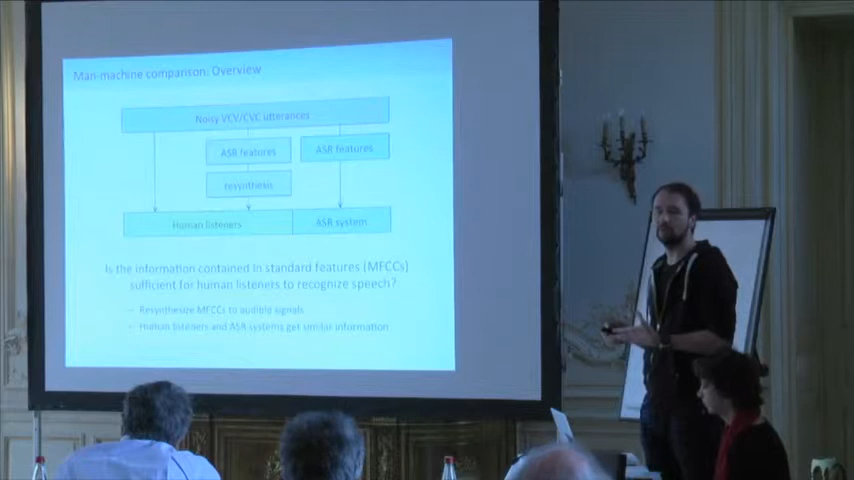 Man-machine comparison: Overview
Noisy VCV/CVC utterances
ASR features
ASR features
resynthesis
Human listeners
ASR system
Is the information contained in standard features (MFCCs)
sufficient for human listeners to recognize speech?
– Resynthesize MFCCs to audible signals
– Human listeners and ASR systems get similar information